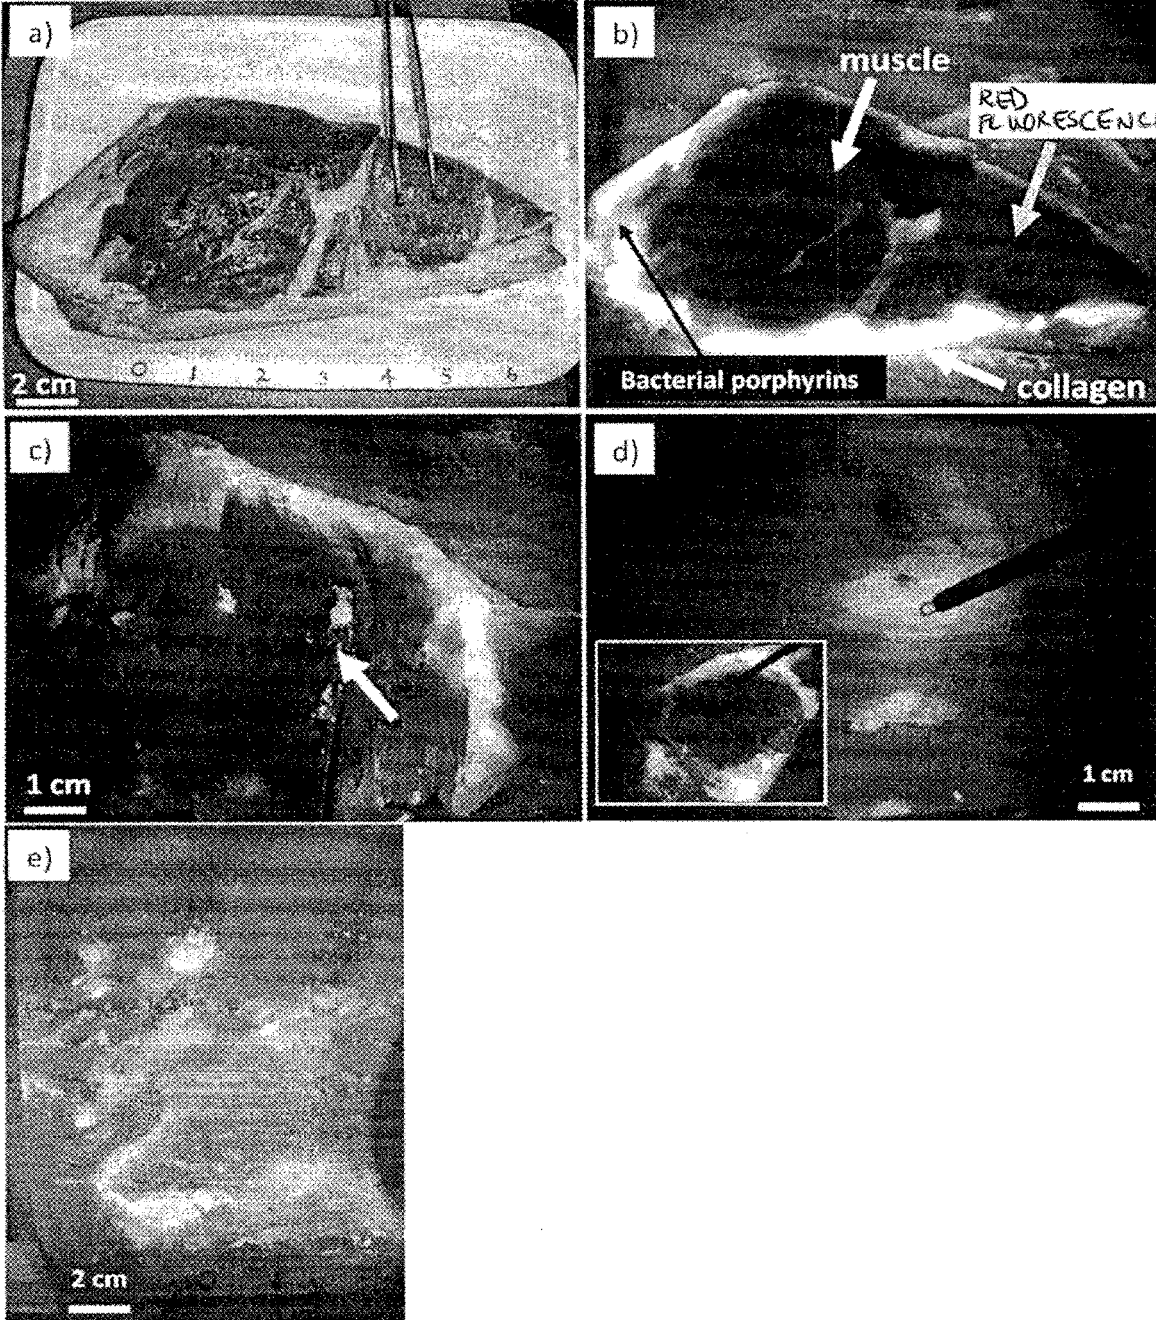 a)
0 1 2 3 4 5 6
2 cm
b)
muscle
RED
FLUORESCENC
Bacterial porphyrins
collagen
c)
1 cm
d)
1 cm
e)
2 cm